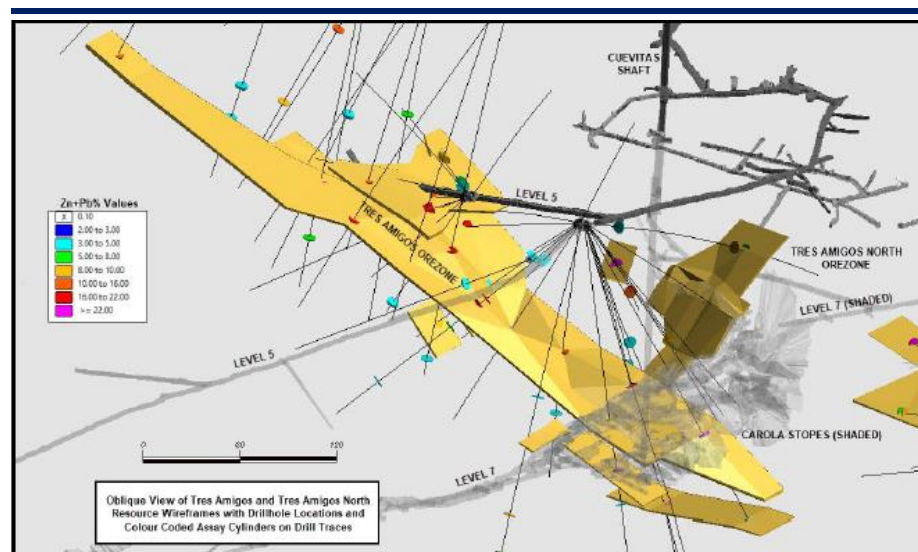 CUEVITAS
SHAFT
LEVEL 5
Zn+Pb% Values
x 0.10
2.00 to 3.00
3.00 to 5.00
5.00 to 8.00
8.00 to 10.00
10.00 to 16.00
16.00 to 22.00
>= 22.00
TRES AMIGOS OREZONE
TRES AMIGOS NORTH
OREZONE
LEVEL 7 (SHADED)
LEVEL 5
CAROLA STOPES (SHADED)
0 60 120
LEVEL 7
Oblique View of Tres Amigos and Tres Amigos North
Resource Wireframes with Drillhole Locations and
Colour Coded Assay Cylinders on Drill Traces